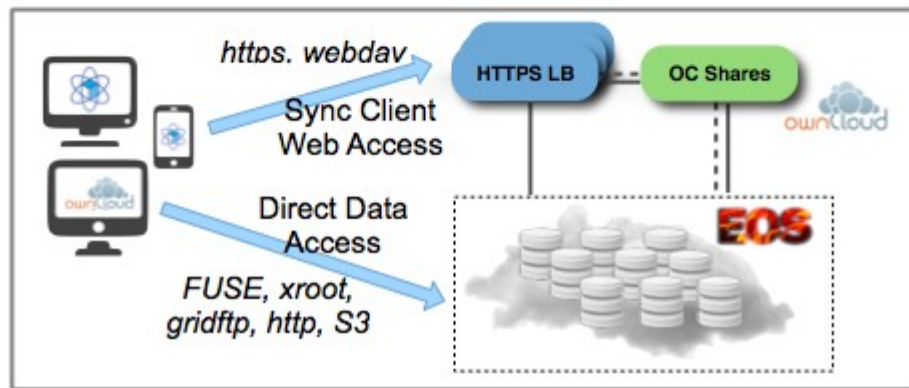 https. webdav
HTTPS LB
OC Shares
Sync Client
Web Access
ownCloud
ownCloud
Direct Data
Access
EOS
FUSE, xroot,
gridftp, http, S3